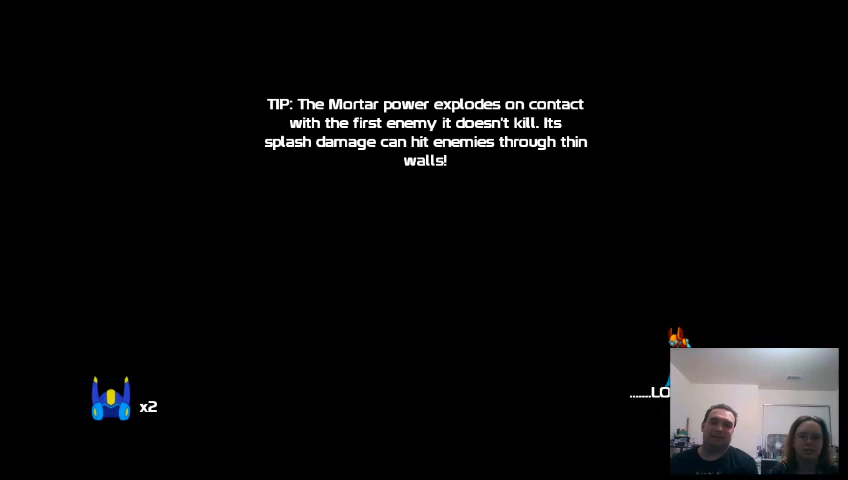 TIP: The Mortar power explodes on contact
with the first enemy it doesn't kill. Its
splash damage can hit enemies through thin
walls!
.......LO
x2